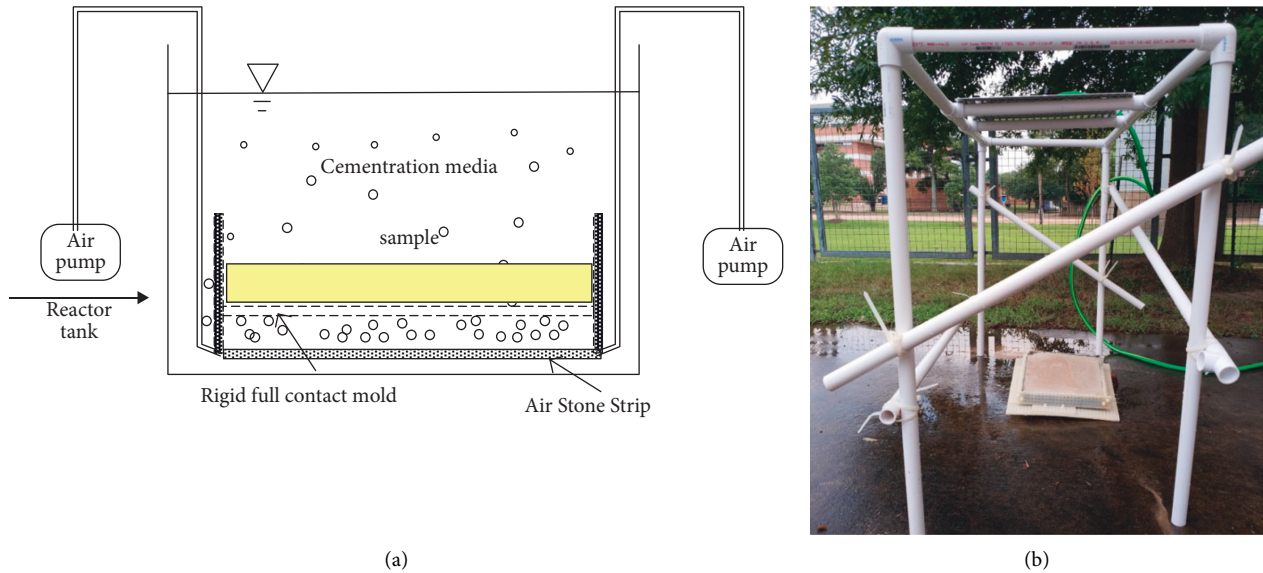 Cementration media
sample
Air
pump
Air
pump
Reactor
tank
Rigid full contact mold
Air Stone Strip
(a)
(b)